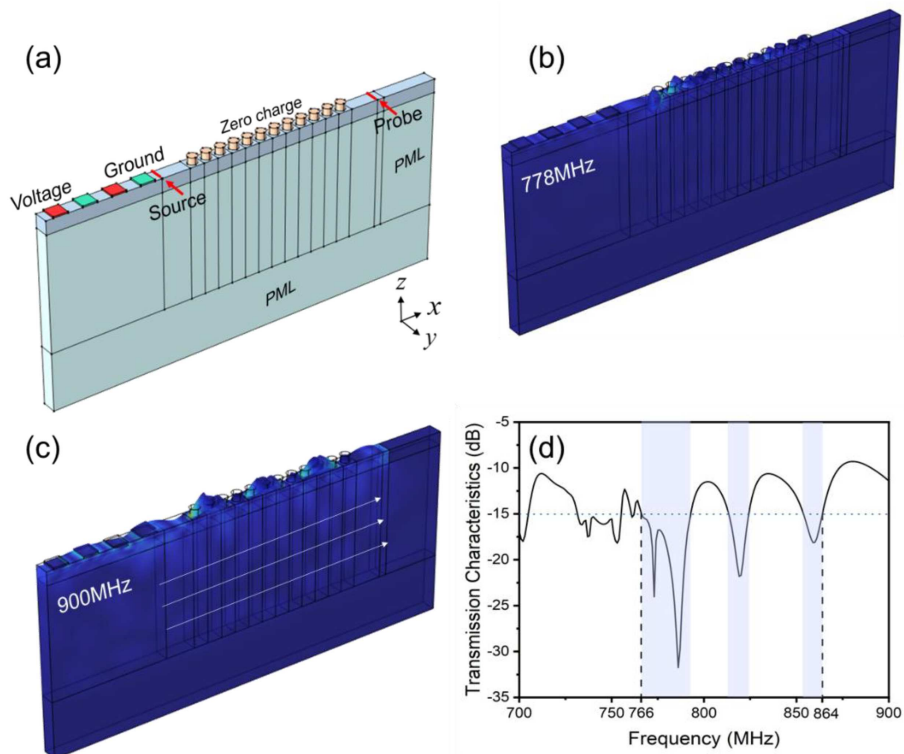 (a)
Zero charge
Probe
Ground
Voltage
Source
PML
PML
z
x
y
(b)
778MHz
(c)
900MHz
(d)
Transmission Characteristics (dB)
-5
-10
-15
-20
-25
-30
-35
700 750 766 800 850 864 900
Frequency (MHz)